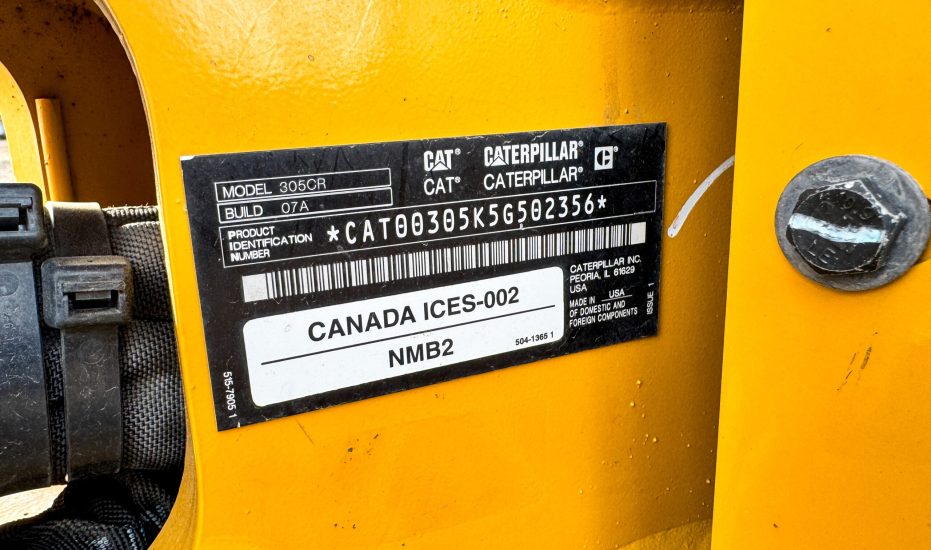 MODEL 305CR
BUILD 07A
CAT® CATERPILLAR® C®
CAT® CATERPILLAR®
PRODUCT IDENTIFICATION NUMBER
*CAT00305K5G502356*
CATERPILLAR INC.
PEORIA, IL 61629
USA
MADE IN USA
OF DOMESTIC AND
FOREIGN COMPONENTS
ISSUE 1
CANADA ICES-002
NMB2
504-1365 1
515-7905 1